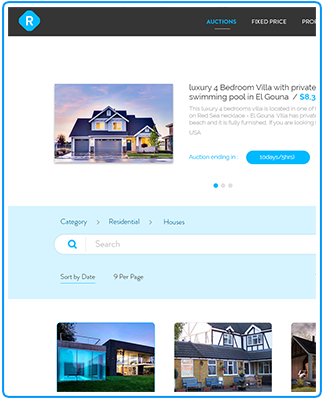 R
AUCTIONS FIXED PRICE PROP
luxury 4 Bedroom Villa with private
swimming pool in El Gouna / $8,3
This luxury 4 bedrooms villa is located in one of
on Red Sea necklace - El Gouna. Villa has private
beach and it is fully furnished. If you are looking
USA
Auction ending in : 10days/5hrs)
Category > Residential > Houses
Search
Sort by Date 9 Per Page